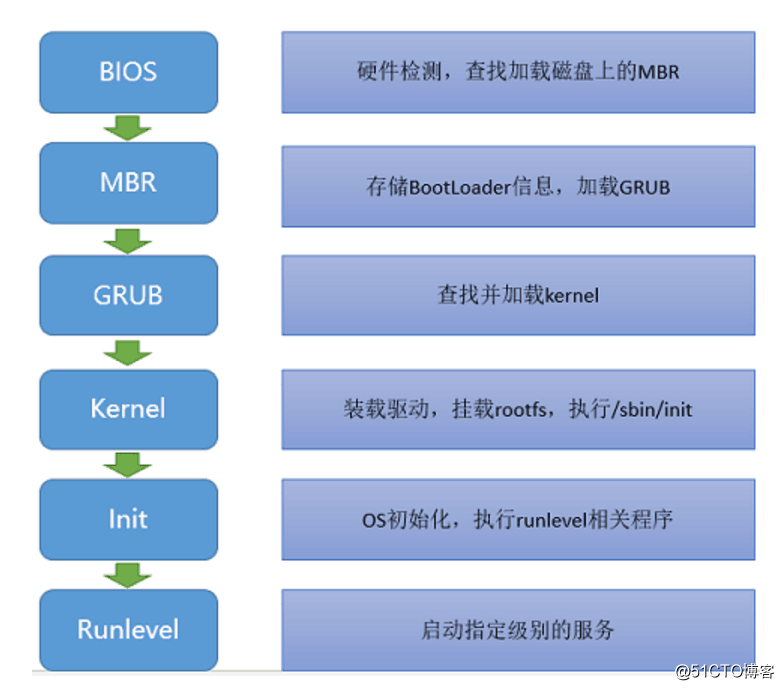 BIOS
硬件检测，查找加载磁盘上的MBR
MBR
存储BootLoader信息，加载GRUB
GRUB
查找并加载kernel
Kernel
装载驱动，挂载rootfs，执行/sbin/init
Init
OS初始化，执行runlevel相关程序
Runlevel
启动指定级别的服务
@51CTO博客